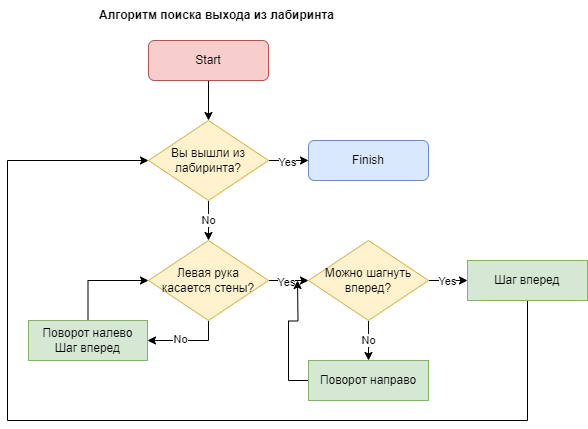 Алгоритм поиска выхода из лабиринта
Start
Вы вышли из
лабиринта?
Yes
Finish
No
Левая рука
касается стены?
Yes
Можно шагнуть
вперед?
Yes
Шаг вперед
Поворот налево
Шаг вперед
No
No
Поворот направо